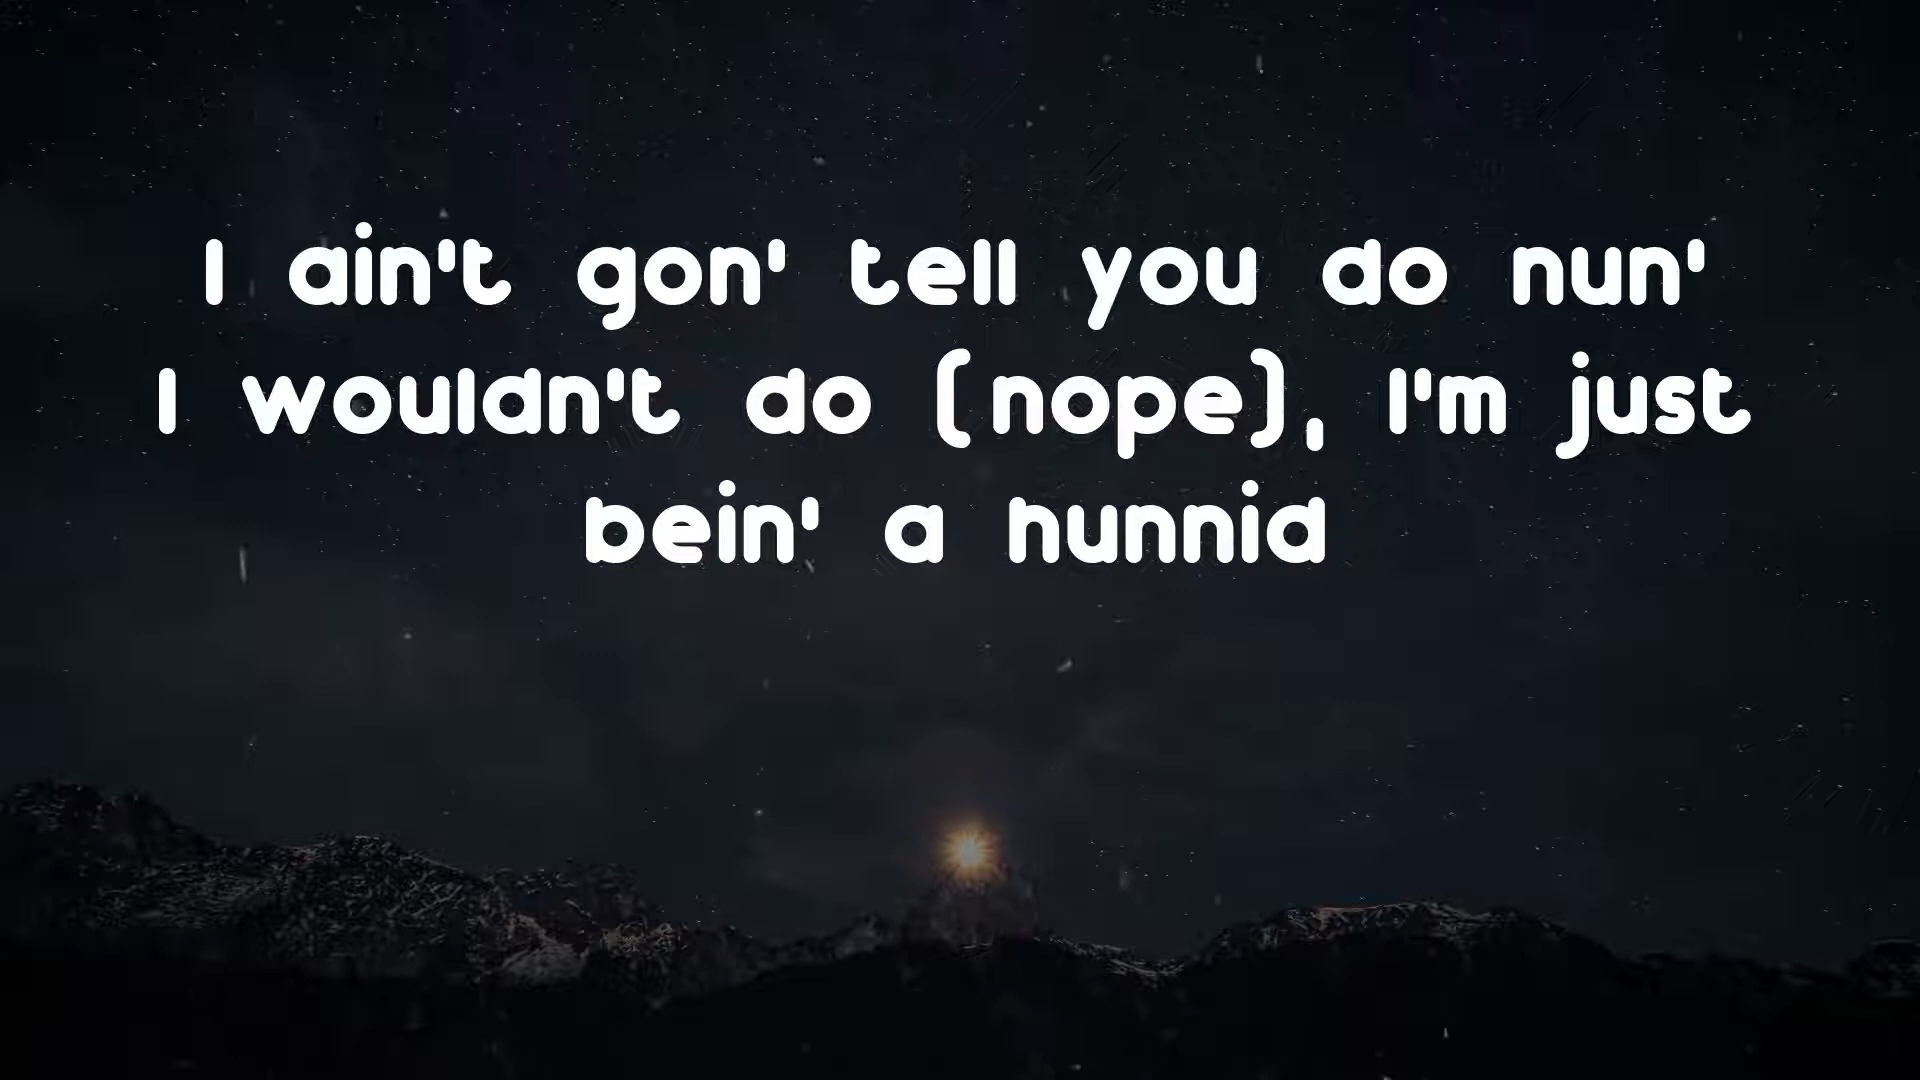 I ain't gon' tell you do nun'
I wouldn't do (nope), I'm just
bein' a hunnid